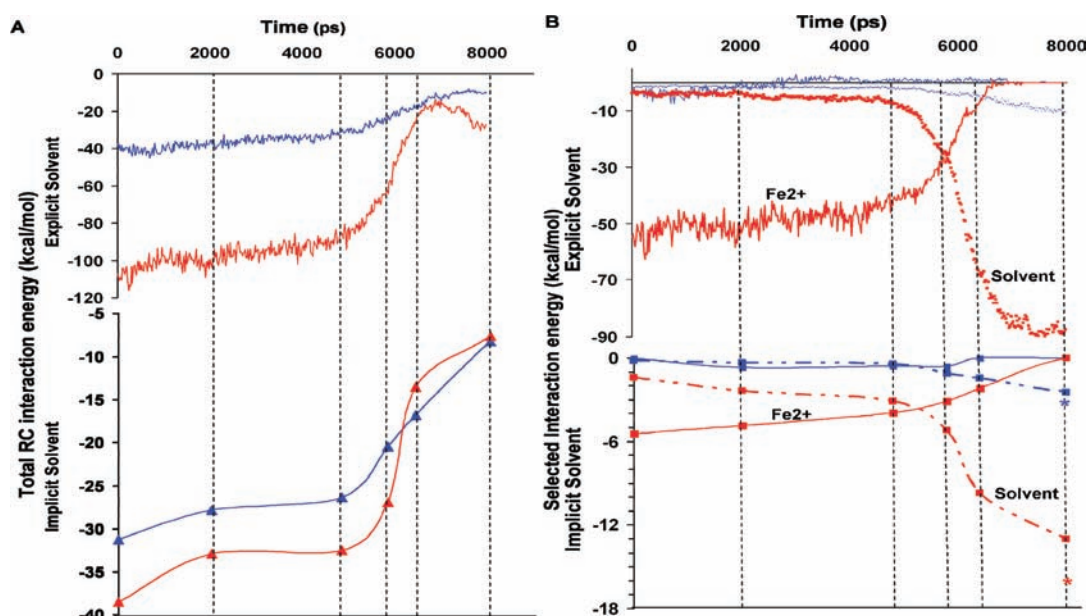 A
Time (ps)
0 2000 4000 6000 8000
0
-20
-40
-60
-80
-100
-120
Explicit Solvent
-5
-10
-15
-20
-25
-30
-35
-40
Implicit Solvent
Total RC interaction energy (kcal/mol)
B
Time (ps)
0 2000 4000 6000 8000
-10
-30
-50
-70
-90
Explicit Solvent
Fe2+
Solvent
0
-6
-12
-18
Implicit Solvent
Selected Interaction energy (kcal/mol)
Fe2+
Solvent
*
*